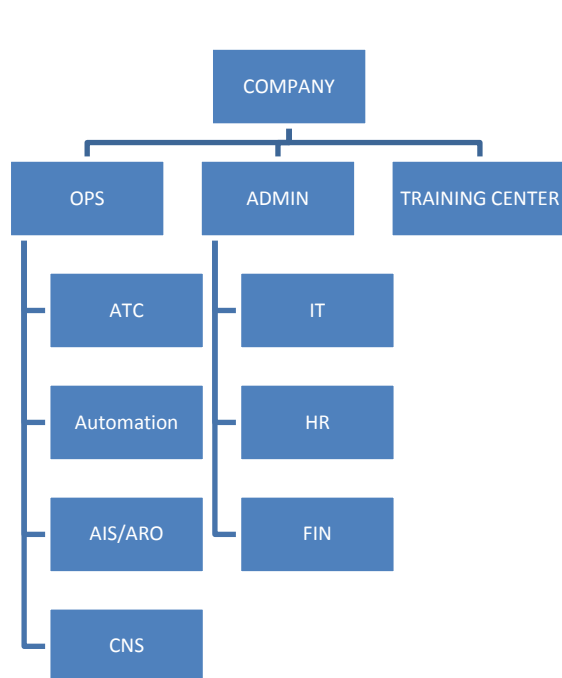 COMPANY
OPS
ADMIN
TRAINING CENTER
ATC
IT
Automation
HR
AIS/ARO
FIN
CNS